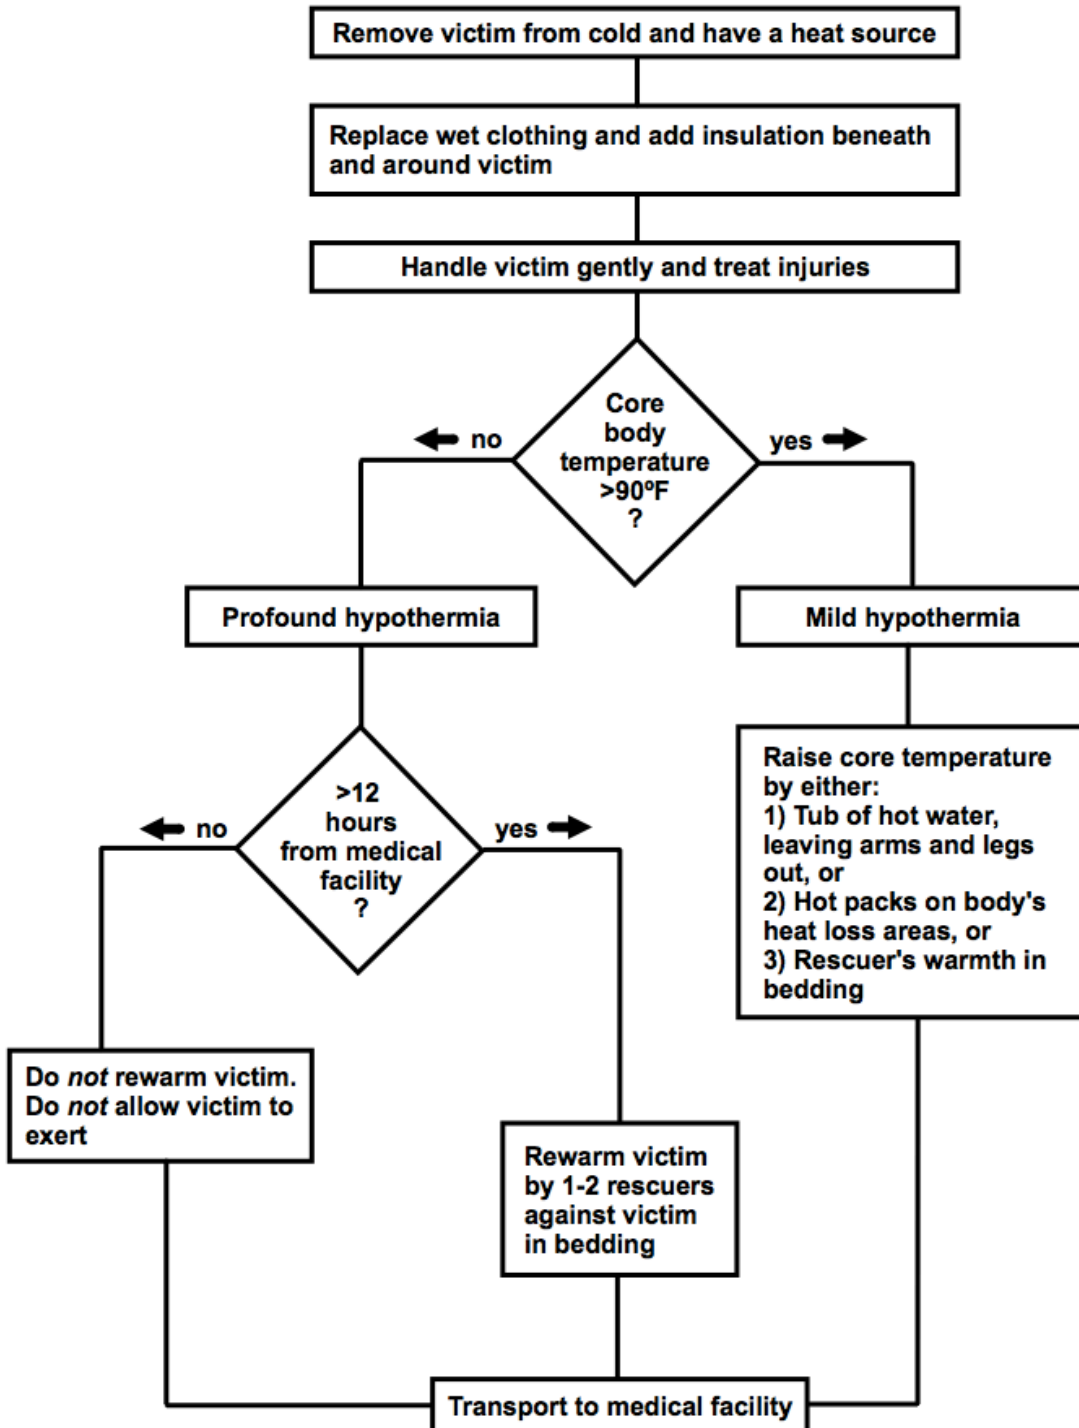 Remove victim from cold and have a heat source
Replace wet clothing and add insulation beneath
and around victim
Handle victim gently and treat injuries
Core
body
temperature
>90ºF
?
no
yes
Profound hypothermia
Mild hypothermia
>12
hours
from medical
facility
?
no
yes
Raise core temperature
by either:
1) Tub of hot water,
leaving arms and legs
out, or
2) Hot packs on body's
heat loss areas, or
3) Rescuer's warmth in
bedding
Do not rewarm victim.
Do not allow victim to
exert
Rewarm victim
by 1-2 rescuers
against victim
in bedding
Transport to medical facility